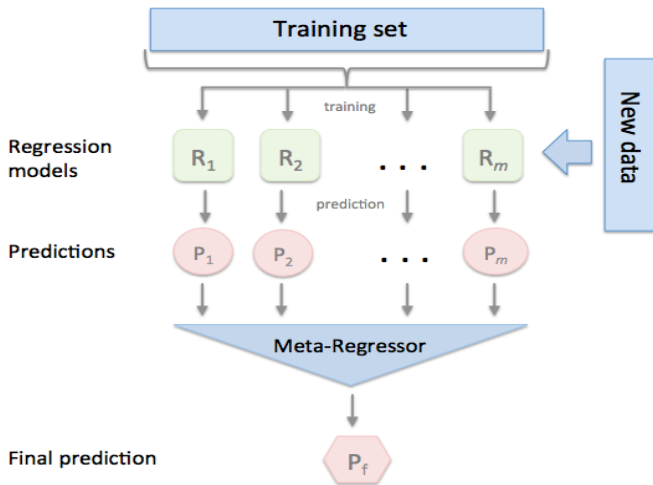 Training set
training
New data
Regression
models
R1 R2 . . . Rm
prediction
Predictions
P1 P2 . . . Pm
Meta-Regressor
Final prediction
Pf